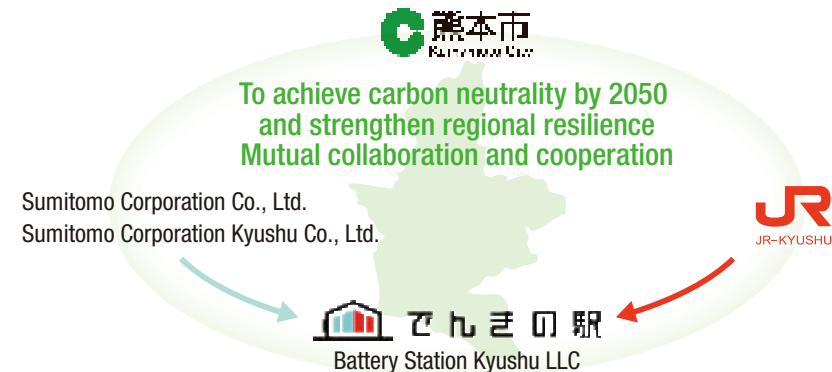 熊本市
Kumamoto City
To achieve carbon neutrality by 2050
and strengthen regional resilience
Mutual collaboration and cooperation
Sumitomo Corporation Co., Ltd.
Sumitomo Corporation Kyushu Co., Ltd.
JR
JR-KYUSHU
でんきの駅
Battery Station Kyushu LLC